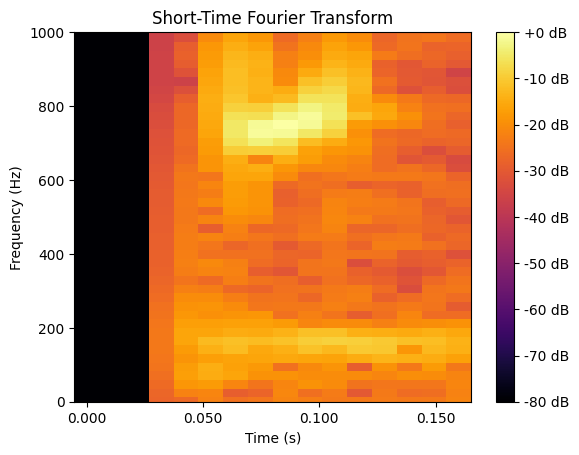 Short-Time Fourier Transform
Frequency (Hz)
1000
800
600
400
200
0
0.000
0.050
0.100
0.150
Time (s)
+0 dB
-10 dB
-20 dB
-30 dB
-40 dB
-50 dB
-60 dB
-70 dB
-80 dB